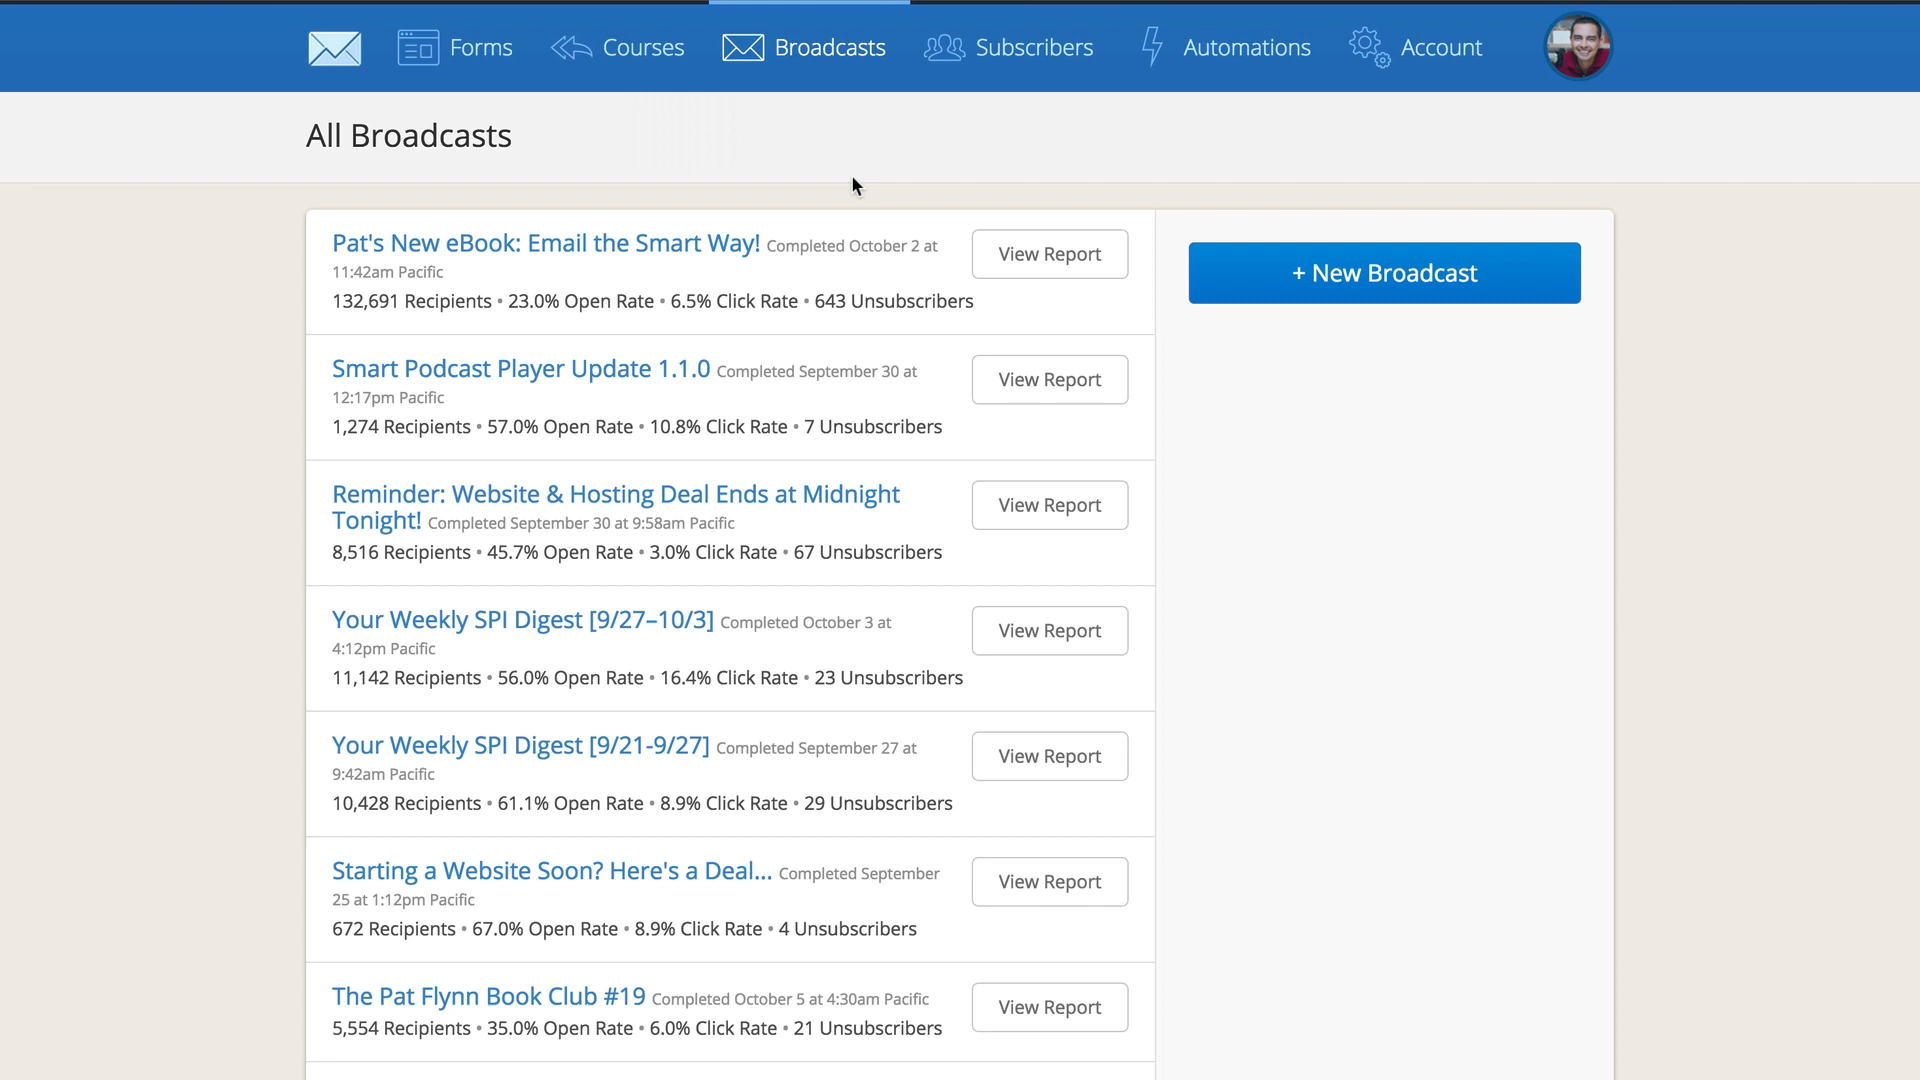 Forms
Courses
Broadcasts
Subscribers
Automations
Account
All Broadcasts
Pat's New eBook: Email the Smart Way! Completed October 2 at
11:42am Pacific
132,691 Recipients • 23.0% Open Rate • 6.5% Click Rate • 643 Unsubscribers
View Report
+ New Broadcast
Smart Podcast Player Update 1.1.0 Completed September 30 at
12:17pm Pacific
1,274 Recipients • 57.0% Open Rate • 10.8% Click Rate • 7 Unsubscribers
View Report
Reminder: Website & Hosting Deal Ends at Midnight
Tonight! Completed September 30 at 9:58am Pacific
8,516 Recipients • 45.7% Open Rate • 3.0% Click Rate • 67 Unsubscribers
View Report
Your Weekly SPI Digest [9/27–10/3] Completed October 3 at
4:12pm Pacific
11,142 Recipients • 56.0% Open Rate • 16.4% Click Rate • 23 Unsubscribers
View Report
Your Weekly SPI Digest [9/21-9/27] Completed September 27 at
9:42am Pacific
10,428 Recipients • 61.1% Open Rate • 8.9% Click Rate • 29 Unsubscribers
View Report
Starting a Website Soon? Here's a Deal... Completed September
25 at 1:12pm Pacific
672 Recipients • 67.0% Open Rate • 8.9% Click Rate • 4 Unsubscribers
View Report
The Pat Flynn Book Club #19 Completed October 5 at 4:30am Pacific
5,554 Recipients • 35.0% Open Rate • 6.0% Click Rate • 21 Unsubscribers
View Report